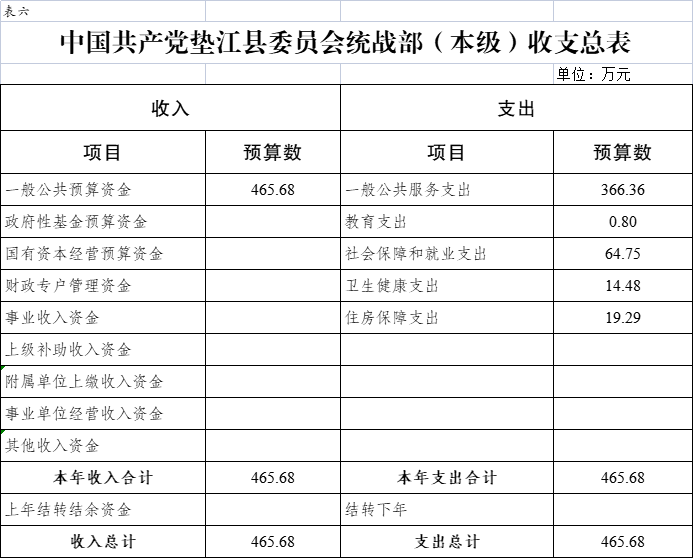 表六
中国共产党垫江县委员会统战部（本级）收支总表
单位：万元
收入 支出
项目 预算数 项目 预算数
一般公共预算资金 465.68 一般公共服务支出 366.36
政府性基金预算资金 教育支出 0.80
国有资本经营预算资金 社会保障和就业支出 64.75
财政专户管理资金 卫生健康支出 14.48
事业收入资金 住房保障支出 19.29
上级补助收入资金
附属单位上缴收入资金
事业单位经营收入资金
其他收入资金
本年收入合计 465.68 本年支出合计 465.68
上年结转结余资金 结转下年
收入总计 465.68 支出总计 465.68